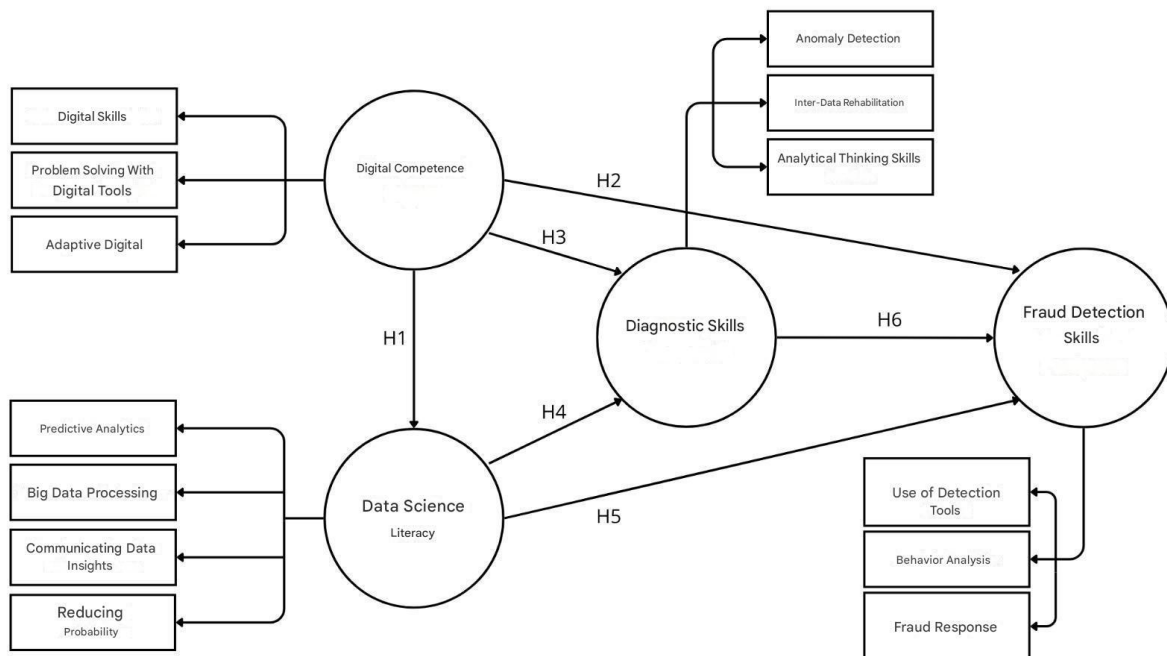 Anomaly Detection
Inter-Data Rehabilitation
Analytical Thinking Skills
Digital Skills
Problem Solving With
Digital Tools
Adaptive Digital
Digital Competence
H2
H3
H1
Diagnostic Skills
H6
Fraud Detection
Skills
H4
H5
Predictive Analytics
Big Data Processing
Communicating Data
Insights
Reducing
Probability
Data Science
Literacy
Use of Detection
Tools
Behavior Analysis
Fraud Response